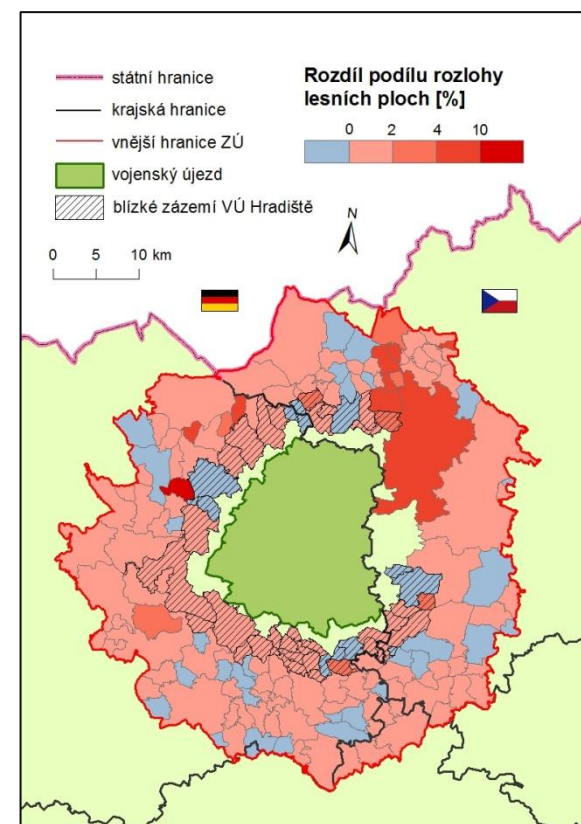 státní hranice
krajská hranice
vnější hranice ZÚ
vojenský újezd
blízké zázemí VÚ Hradiště
0 5 10 km
Rozdíl podílu rozlohy
lesních ploch [%]
0 2 4 10
N